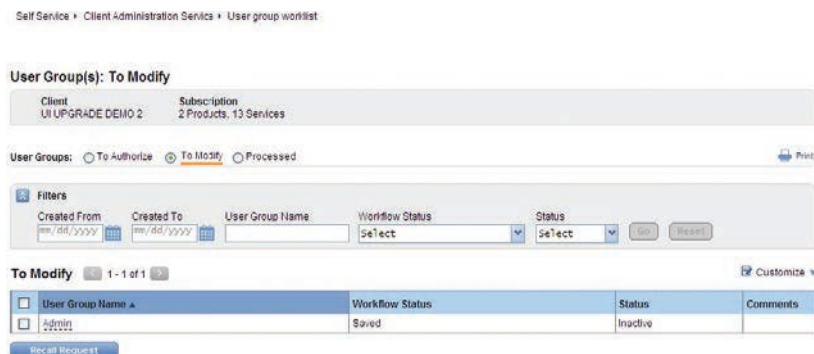 Self Service ▸ Client Administration Service ▸ User group worklist
User Group(s): To Modify
Client Subscription
UI UPGRADE DEMO 2 2 Products, 13 Services
User Groups: To Authorize To Modify Processed Print
Filters
Created From Created To User Group Name Workflow Status Status
mm/dd/yyyy mm/dd/yyyy Select Select Go Reset
To Modify 1 - 1 of 1 Customize
User Group Name Workflow Status Status Comments
Admin Saved Inactive
Recall Request